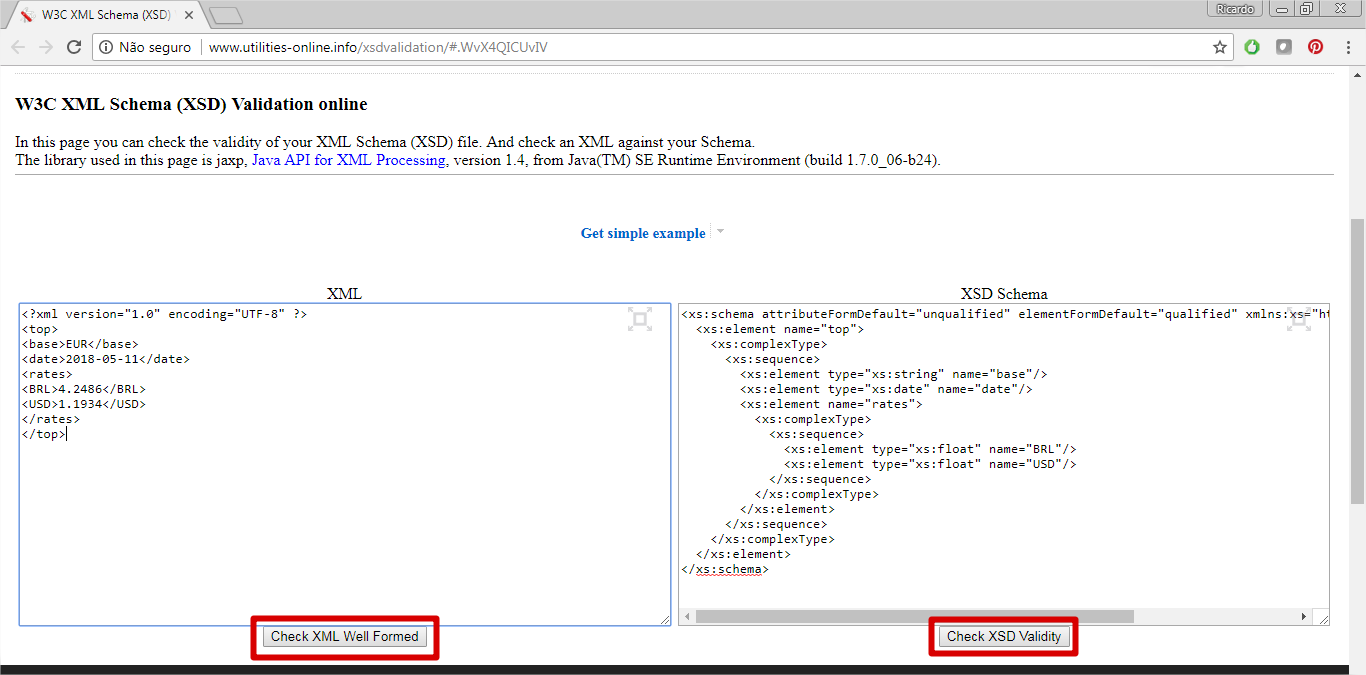 W3C XML Schema (XSD)
Ricardo
Não seguro
www.utilities-online.info/xsdvalidation/#.WvX4QICUvIV
W3C XML Schema (XSD) Validation online
In this page you can check the validity of your XML Schema (XSD) file. And check an XML against your Schema.
The library used in this page is jaxp, Java API for XML Processing, version 1.4, from Java(TM) SE Runtime Environment (build 1.7.0_06-b24).
Get simple example
XML
<?xml version="1.0" encoding="UTF-8" ?>
<top>
<base>EUR</base>
<date>2018-05-11</date>
<rates>
<BRL>4.2486</BRL>
<USD>1.1934</USD>
</rates>
</top>
Check XML Well Formed
XSD Schema
<xs:schema attributeFormDefault="unqualified" elementFormDefault="qualified" xmlns:xs="ht
<xs:element name="top">
<xs:complexType>
<xs:sequence>
<xs:element type="xs:string" name="base"/>
<xs:element type="xs:date" name="date"/>
<xs:element name="rates">
<xs:complexType>
<xs:sequence>
<xs:element type="xs:float" name="BRL"/>
<xs:element type="xs:float" name="USD"/>
</xs:sequence>
</xs:complexType>
</xs:element>
</xs:sequence>
</xs:complexType>
</xs:element>
</xs:schema>
Check XSD Validity